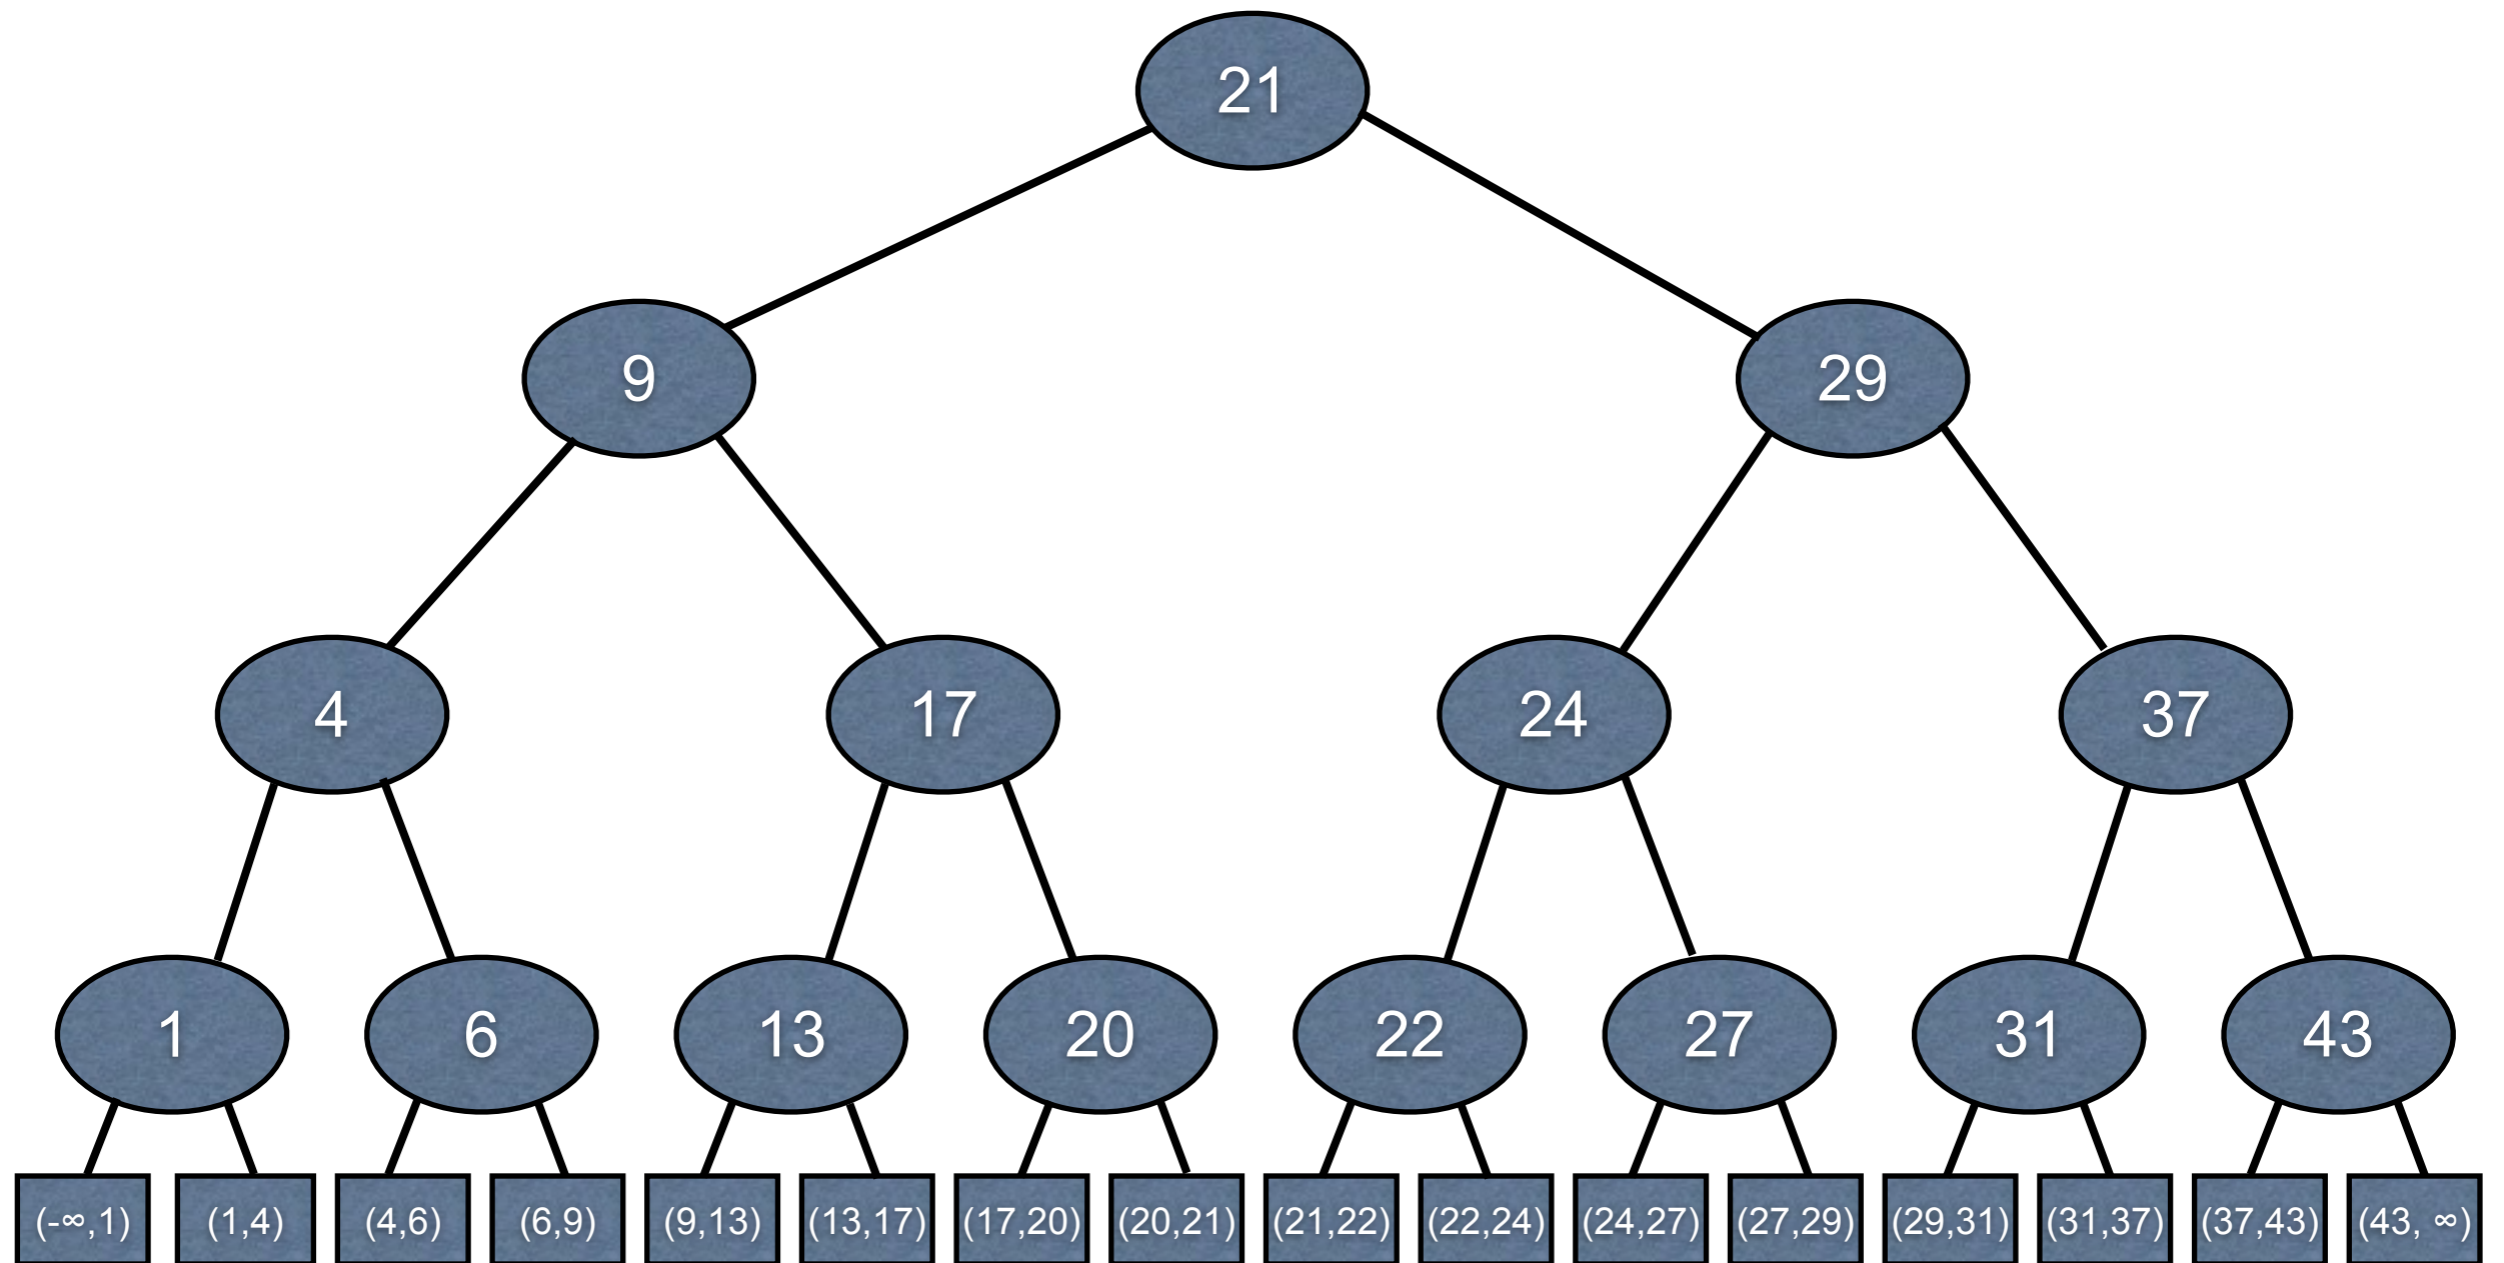 21
9 29
4 17 24 37
1 6 13 20 22 27 31 43
(-∞,1) (1,4) (4,6) (6,9) (9,13) (13,17) (17,20) (20,21) (21,22) (22,24) (24,27) (27,29) (29,31) (31,37) (37,43) (43, ∞)